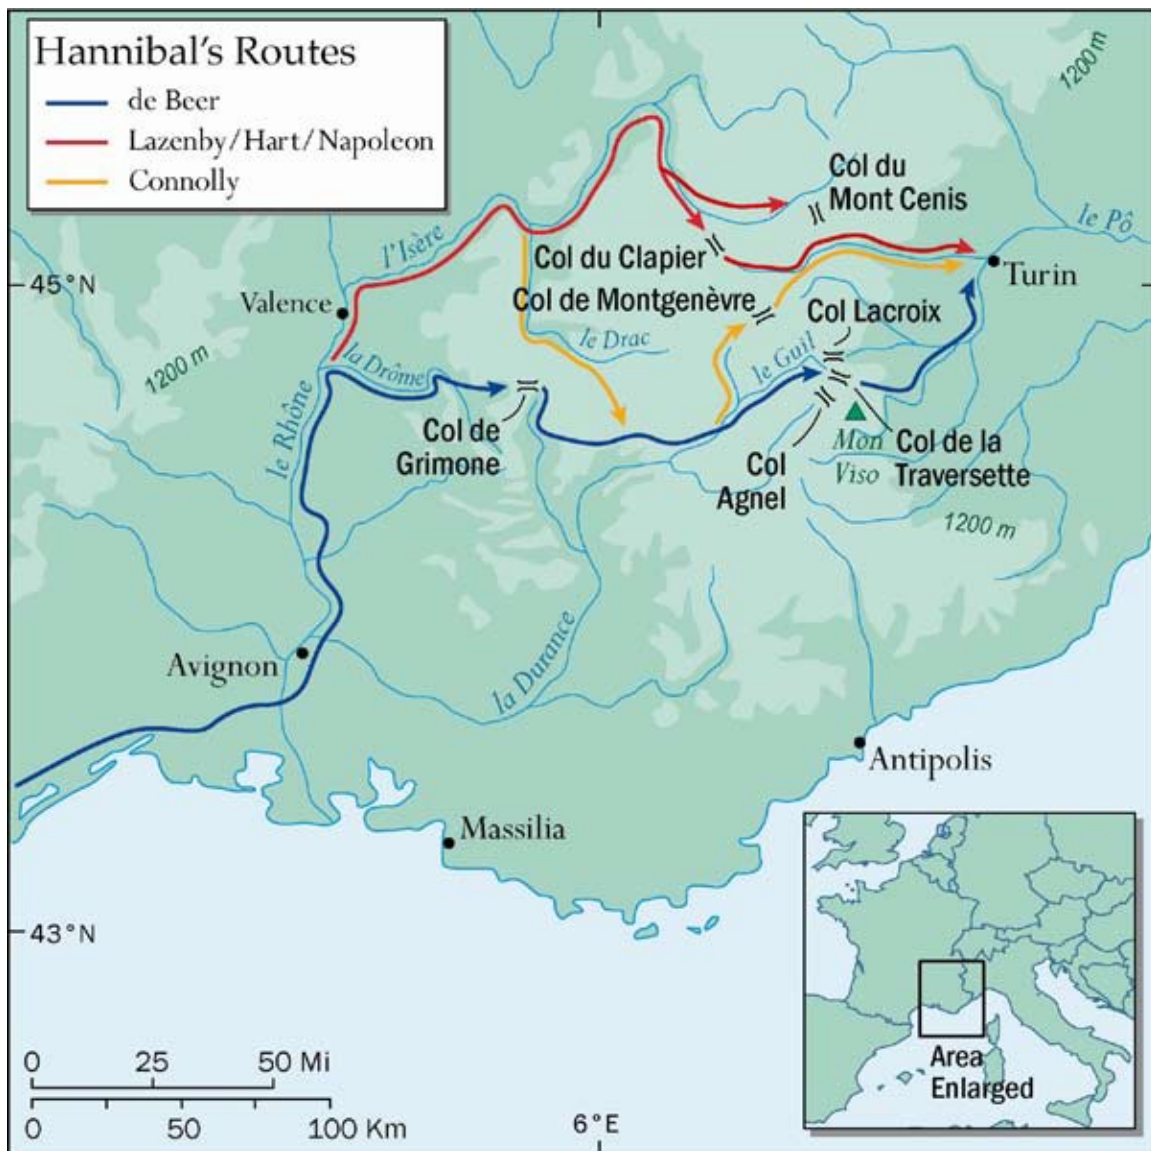 Hannibal's Routes
de Beer
Lazenby/Hart/Napoleon
Connolly
1200 m
Col du
Mont Cenis
le Pô
l'Isère
Col du Clapier
Turin
45°N
Valence
Col de Montgenèvre
Col Lacroix
le Drac
le Guil
1200 m
la Drôme
le Rhône
Col de
Grimone
Mon
Viso
Col de la
Traversette
Col
Agnel
1200 m
la Durance
Avignon
Antipolis
Massilia
43°N
0 25 50 Mi
0 50 100 Km
6°E
Area
Enlarged